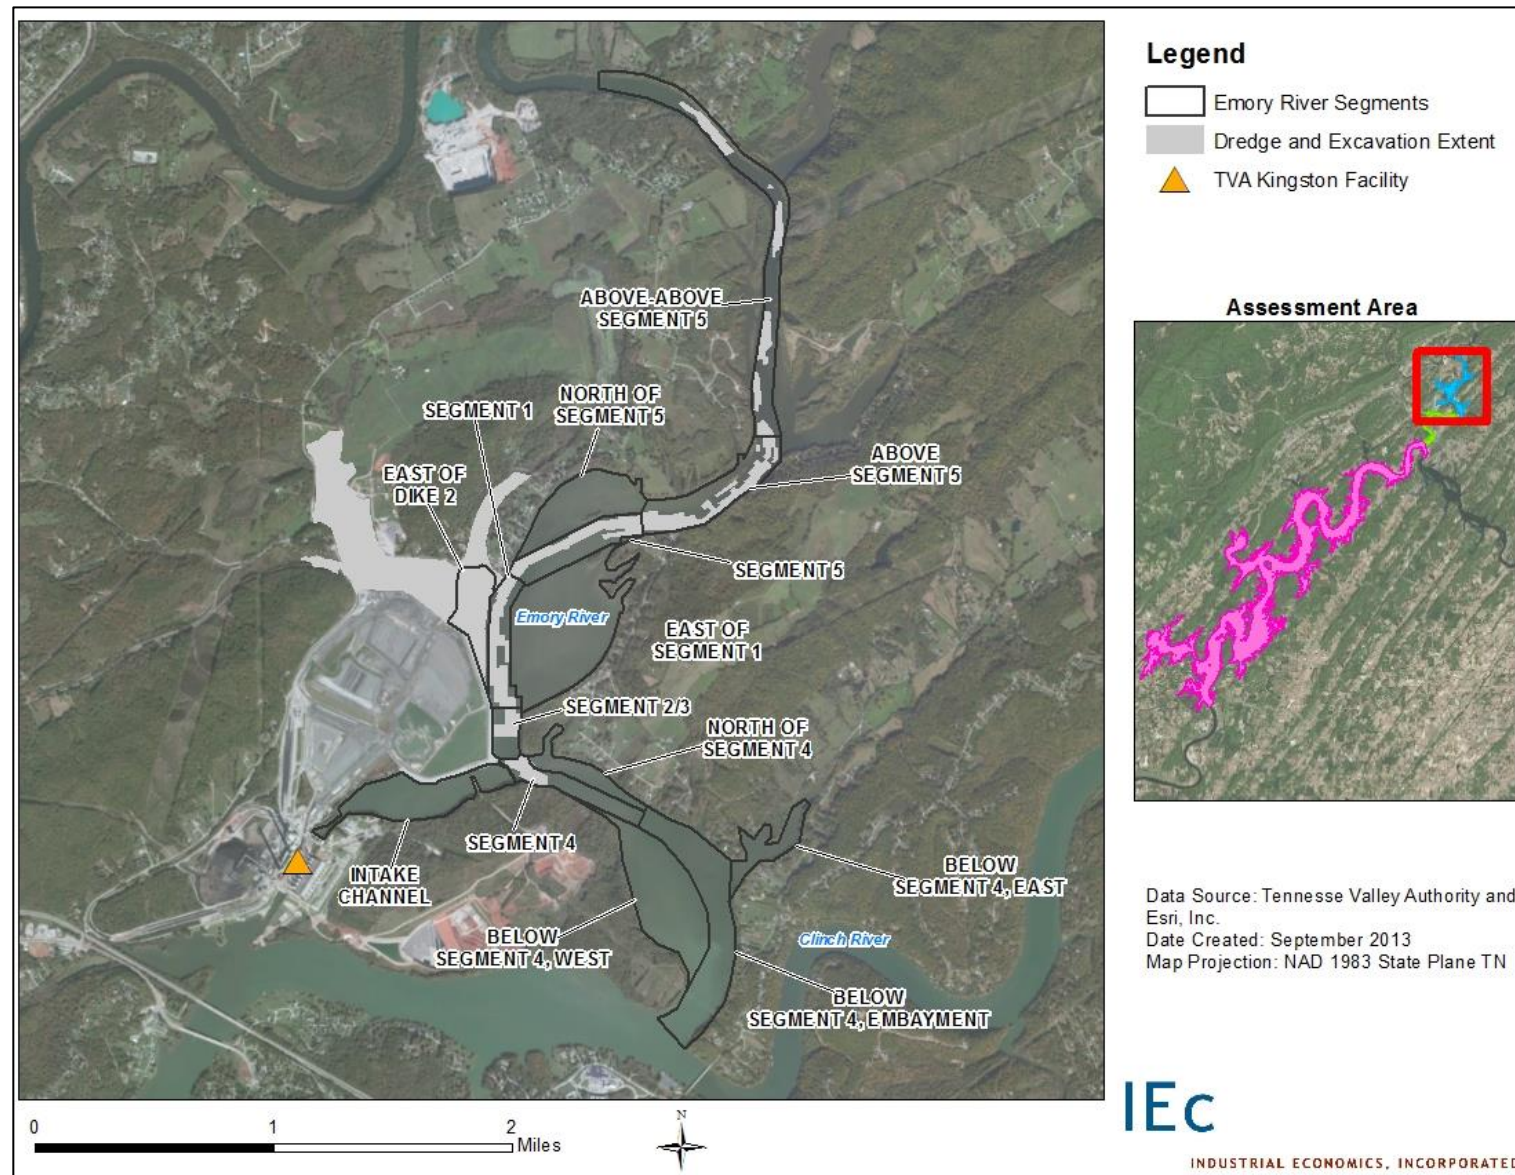 Legend
Emory River Segments
Dredge and Excavation Extent
TVA Kingston Facility
ABOVE-ABOVE
SEGMENT 5
NORTH OF
SEGMENT 5
SEGMENT 1
EAST OF
DIKE 2
ABOVE
SEGMENT 5
SEGMENT 5
Emory River
EAST OF
SEGMENT 1
SEGMENT 2/3
NORTH OF
SEGMENT 4
SEGMENT 4
INTAKE
CHANNEL
BELOW
SEGMENT 4, EAST
BELOW
SEGMENT 4, WEST
Clinch River
BELOW
SEGMENT 4, EMBAYMENT
Assessment Area
Data Source: Tennesse Valley Authority and
Esri, Inc.
Date Created: September 2013
Map Projection: NAD 1983 State Plane TN
0 1 2 Miles
N
IEc
INDUSTRIAL ECONOMICS, INCORPORATED